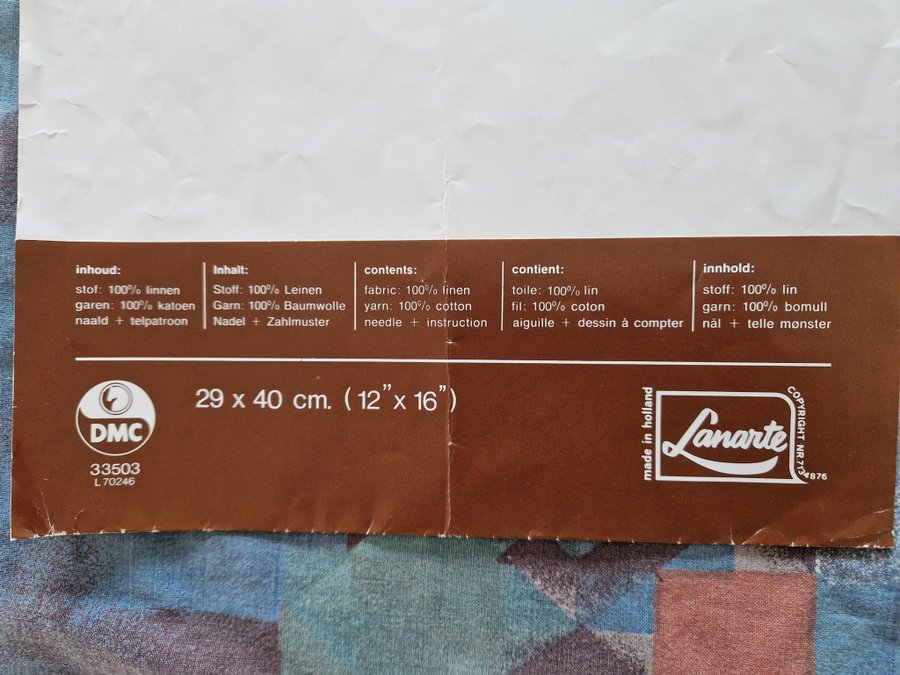 inhoud:
stof: 100% linnen
garen: 100% katoen
naald + telpatroon
Inhalt:
Stoff: 100% Leinen
Garn: 100% Baumwolle
Nadel + Zahlmuster
contents:
fabric: 100% linen
yarn: 100% cotton
needle + instruction
contient:
toile: 100% lin
fil: 100% coton
aiguille + dessin à compter
innhold:
stoff: 100% lin
garn: 100% bomull
nål + telle mønster
DMC
33503
L 70246
29 x 40 cm. (12" x 16")
made in holland
Lanarte
COPYRIGHT NR.713
4876